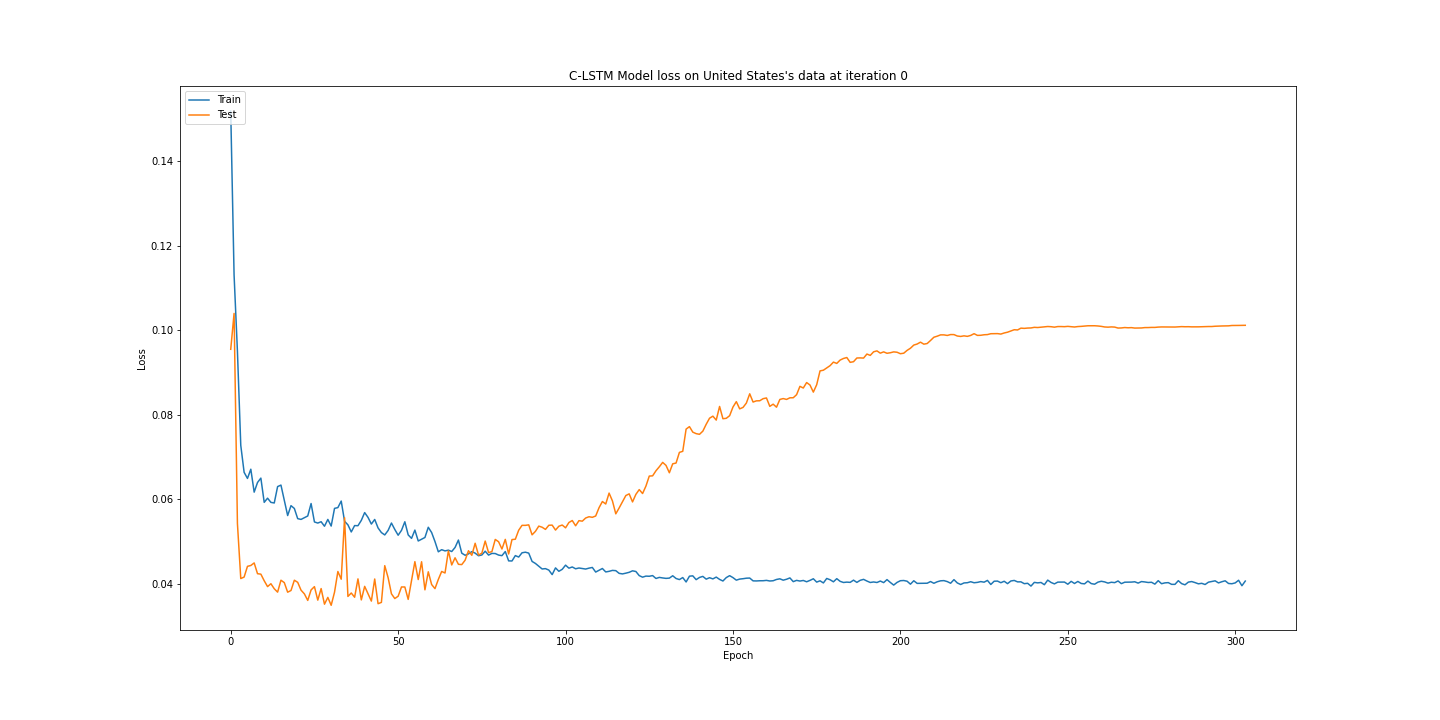 C-LSTM Model loss on United States's data at iteration 0
Train
Test
0.14
0.12
0.10
0.08
0.06
0.04
Loss
0 50 100 150 200 250 300
Epoch